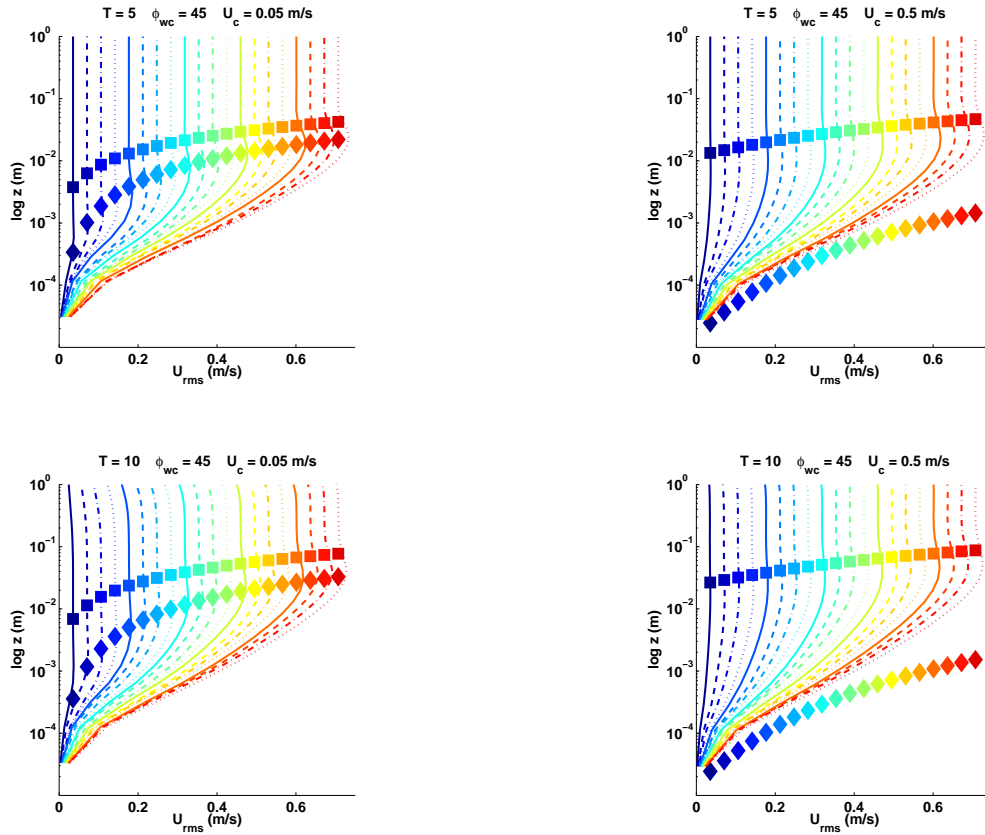 T = 5 ϕwc = 45 Uc = 0.05 m/s
10^0
10^-1
10^-2
10^-3
10^-4
log z (m)
0 0.2 0.4 0.6
Urms (m/s)
T = 5 ϕwc = 45 Uc = 0.5 m/s
10^0
10^-1
10^-2
10^-3
10^-4
log z (m)
0 0.2 0.4 0.6
Urms (m/s)
T = 10 ϕwc = 45 Uc = 0.05 m/s
10^0
10^-1
10^-2
10^-3
10^-4
log z (m)
0 0.2 0.4 0.6
Urms (m/s)
T = 10 ϕwc = 45 Uc = 0.5 m/s
10^0
10^-1
10^-2
10^-3
10^-4
log z (m)
0 0.2 0.4 0.6
Urms (m/s)